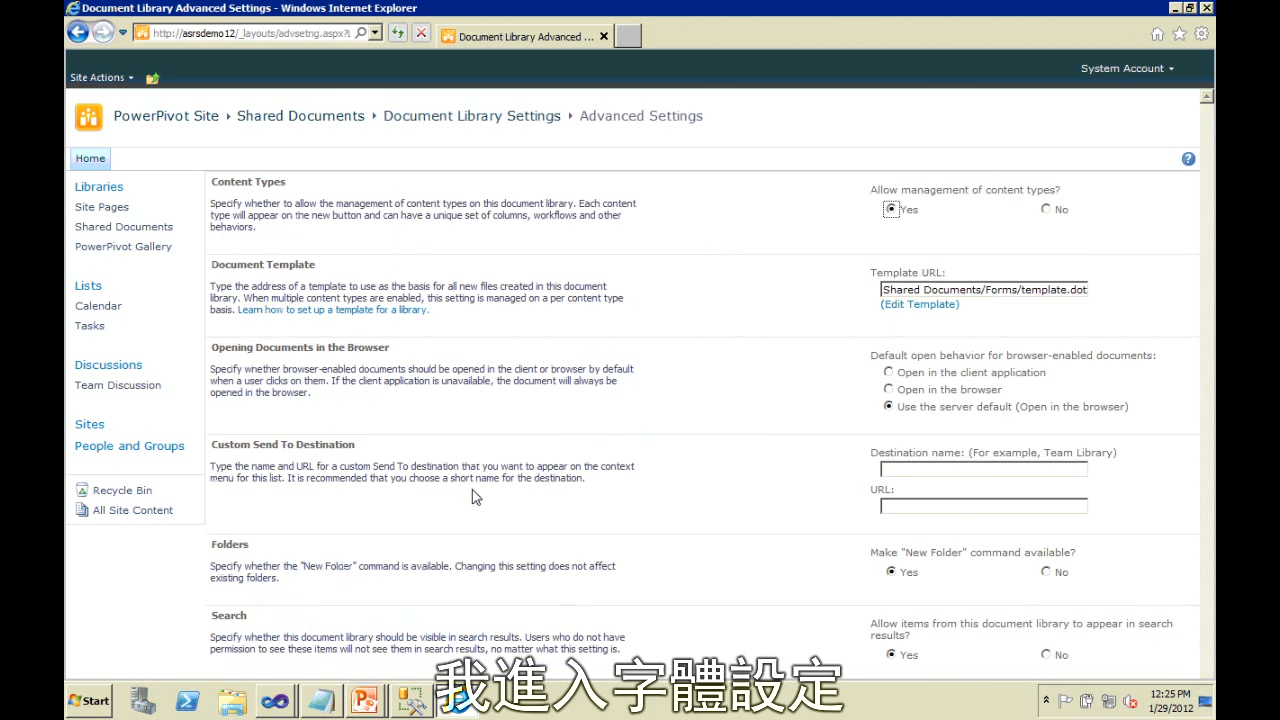 Document Library Advanced Settings - Windows Internet Explorer
http://asrsdemo12/_layouts/advsetng.aspx?L
Document Library Advanced ...
Site Actions
System Account
PowerPivot Site
Shared Documents
Document Library Settings
Advanced Settings
Home
Libraries
Site Pages
Shared Documents
PowerPivot Gallery
Lists
Calendar
Tasks
Discussions
Team Discussion
Sites
People and Groups
Recycle Bin
All Site Content
Content Types
Specify whether to allow the management of content types on this document library. Each content
type will appear on the new button and can have a unique set of columns, workflows and other
behaviors.
Allow management of content types?
Yes
No
Document Template
Type the address of a template to use as the basis for all new files created in this document
library. When multiple content types are enabled, this setting is managed on a per content type
basis. Learn how to set up a template for a library.
Template URL:
Shared Documents/Forms/template.dot
(Edit Template)
Opening Documents in the Browser
Specify whether browser-enabled documents should be opened in the client or browser by default
when a user clicks on them. If the client application is unavailable, the document will always be
opened in the browser.
Default open behavior for browser-enabled documents:
Open in the client application
Open in the browser
Use the server default (Open in the browser)
Custom Send To Destination
Type the name and URL for a custom Send To destination that you want to appear on the context
menu for this list. It is recommended that you choose a short name for the destination.
Destination name: (For example, Team Library)
URL:
Folders
Specify whether the "New Folder" command is available. Changing this setting does not affect
existing folders.
Make "New Folder" command available?
Yes
No
Search
Specify whether this document library should be visible in search results. Users who do not have
permission to see these items will not see them in search results, no matter what this setting is.
Allow items from this document library to appear in search
results?
Yes
No
我進入字體設定
Start
12:25 PM
1/29/2012